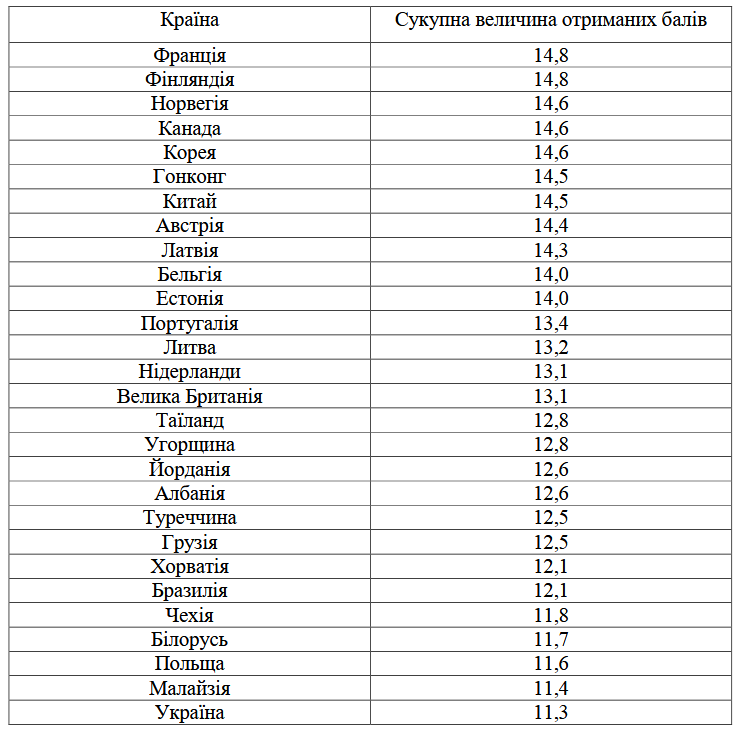 Країна Сукупна величина отриманих балів
Франція 14,8
Фінляндія 14,8
Норвегія 14,6
Канада 14,6
Корея 14,6
Гонконг 14,5
Китай 14,5
Австрія 14,4
Латвія 14,3
Бельгія 14,0
Естонія 14,0
Португалія 13,4
Литва 13,2
Нідерланди 13,1
Велика Британія 13,1
Таїланд 12,8
Угорщина 12,8
Йорданія 12,6
Албанія 12,6
Туреччина 12,5
Грузія 12,5
Хорватія 12,1
Бразилія 12,1
Чехія 11,8
Білорусь 11,7
Польща 11,6
Малайзія 11,4
Україна 11,3